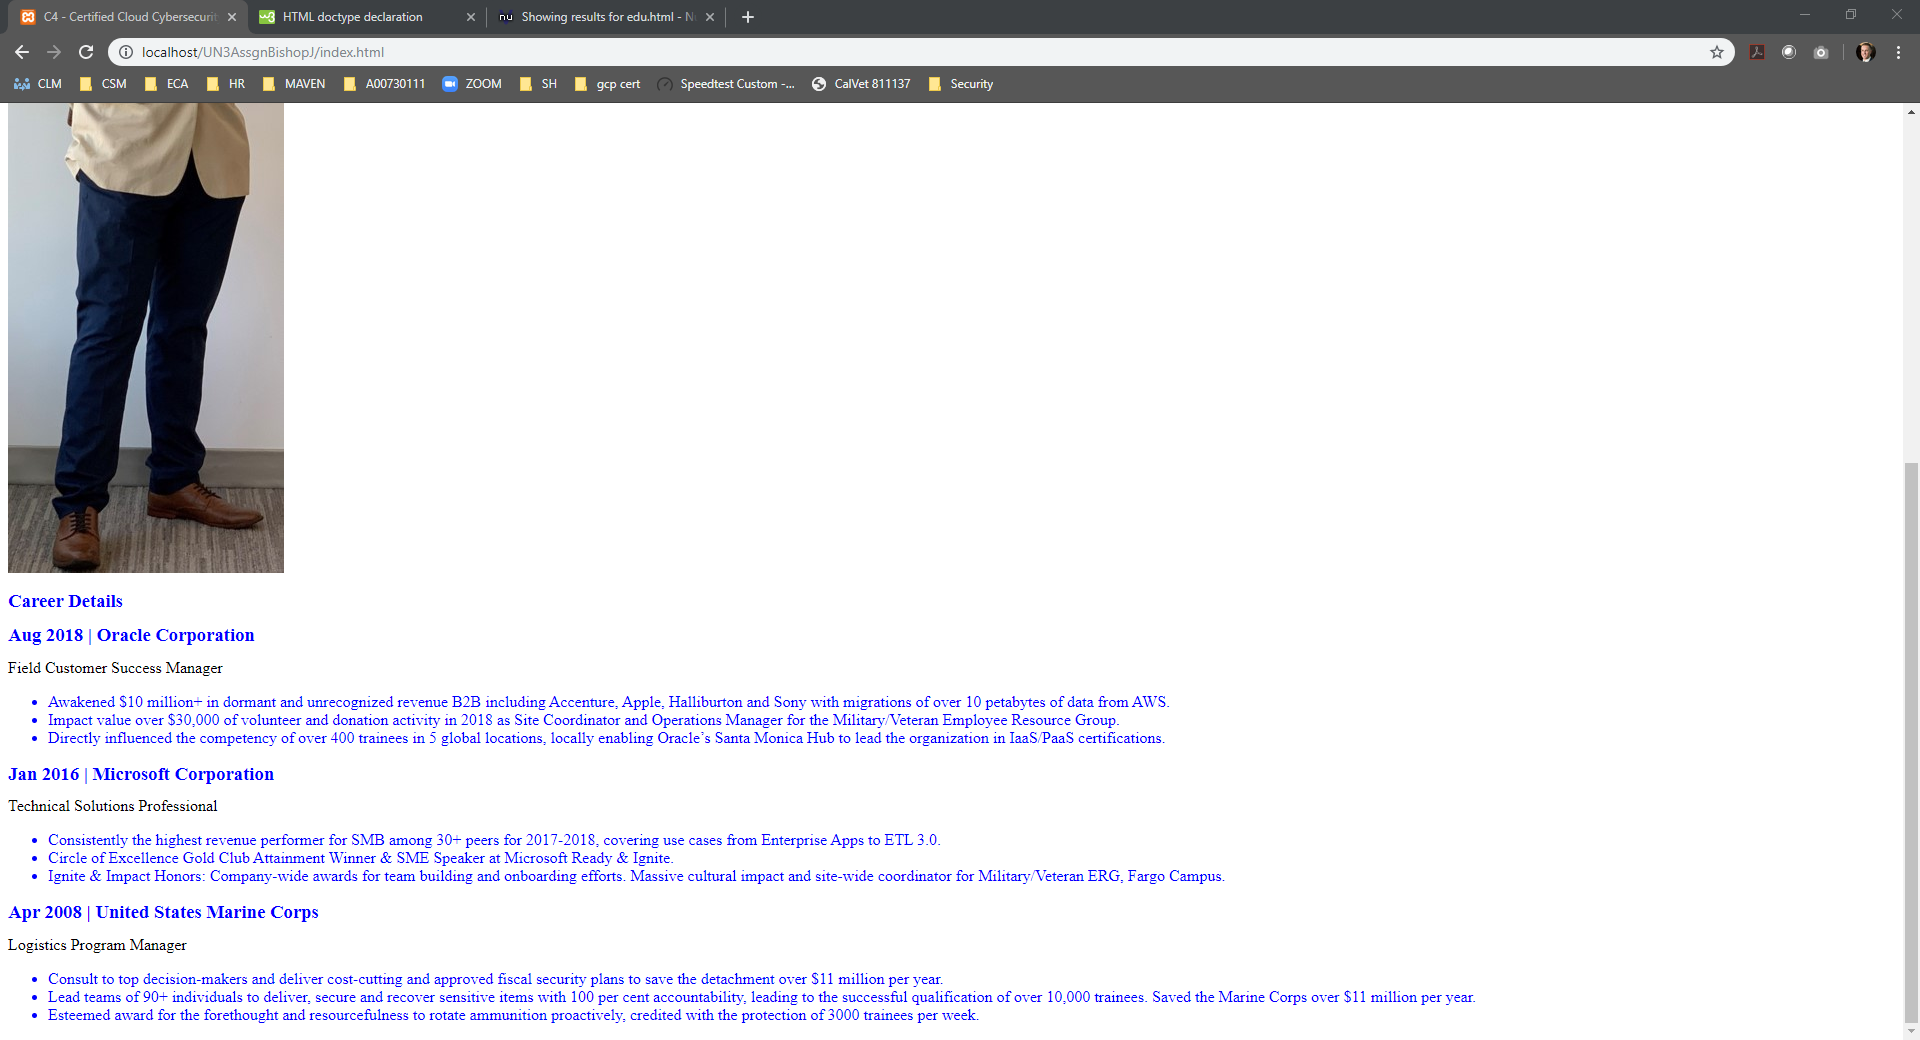 C4 - Certified Cloud Cybersecurit
HTML doctype declaration
Showing results for edu.html - N
localhost/UN3AssgnBishopJ/index.html
CLM CSM ECA HR MAVEN A00730111 ZOOM SH gcp cert Speedtest Custom -... CalVet 811137 Security
Career Details
Aug 2018 | Oracle Corporation
Field Customer Success Manager
• Awakened $10 million+ in dormant and unrecognized revenue B2B including Accenture, Apple, Halliburton and Sony with migrations of over 10 petabytes of data from AWS.
• Impact value over $30,000 of volunteer and donation activity in 2018 as Site Coordinator and Operations Manager for the Military/Veteran Employee Resource Group.
• Directly influenced the competency of over 400 trainees in 5 global locations, locally enabling Oracle’s Santa Monica Hub to lead the organization in IaaS/PaaS certifications.
Jan 2016 | Microsoft Corporation
Technical Solutions Professional
• Consistently the highest revenue performer for SMB among 30+ peers for 2017-2018, covering use cases from Enterprise Apps to ETL 3.0.
• Circle of Excellence Gold Club Attainment Winner & SME Speaker at Microsoft Ready & Ignite.
• Ignite & Impact Honors: Company-wide awards for team building and onboarding efforts. Massive cultural impact and site-wide coordinator for Military/Veteran ERG, Fargo Campus.
Apr 2008 | United States Marine Corps
Logistics Program Manager
• Consult to top decision-makers and deliver cost-cutting and approved fiscal security plans to save the detachment over $11 million per year.
• Lead teams of 90+ individuals to deliver, secure and recover sensitive items with 100 per cent accountability, leading to the successful qualification of over 10,000 trainees. Saved the Marine Corps over $11 million per year.
• Esteemed award for the forethought and resourcefulness to rotate ammunition proactively, credited with the protection of 3000 trainees per week.